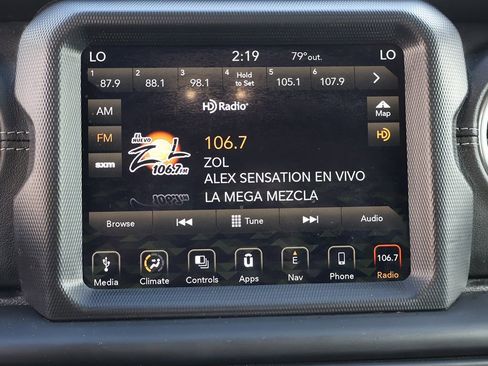 LO 2:19 79°out. LO
1 87.9 2 88.1 3 98.1 4 Hold to Set 5 105.1 6 107.9
AM HD Radio Map
FM EL NUEVO ZOL 106.7 FM 106.7 HD
sxm ZOL
ALEX SENSATION EN VIVO
LA MEGA MEZCLA
Browse Tune Audio
E U 106.7
Media Climate Controls Apps Nav Phone Radio